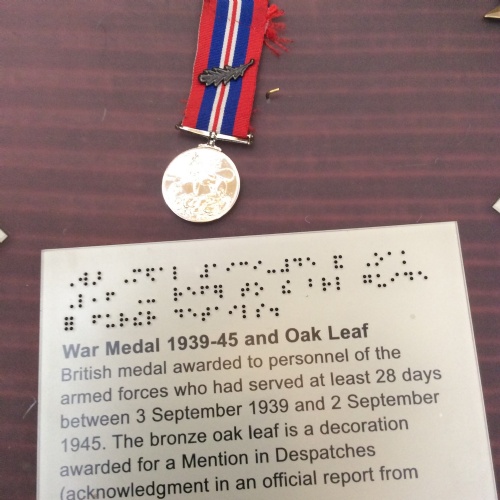 War Medal 1939-45 and Oak Leaf
British medal awarded to personnel of the
armed forces who had served at least 28 days
between 3 September 1939 and 2 September
1945. The bronze oak leaf is a decoration
awarded for a Mention in Despatches
(acknowledgment in an official report from